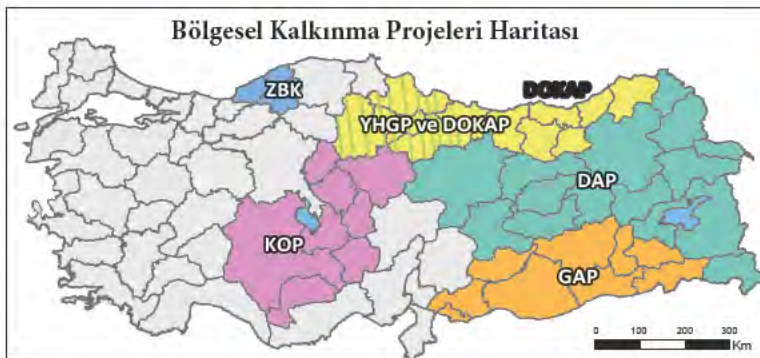 Bölgesel Kalkınma Projeleri Haritası
ZBK
DOKAP
YHGP ve DOKAP
DAP
KOP
GAP
0 100 200 300
Km